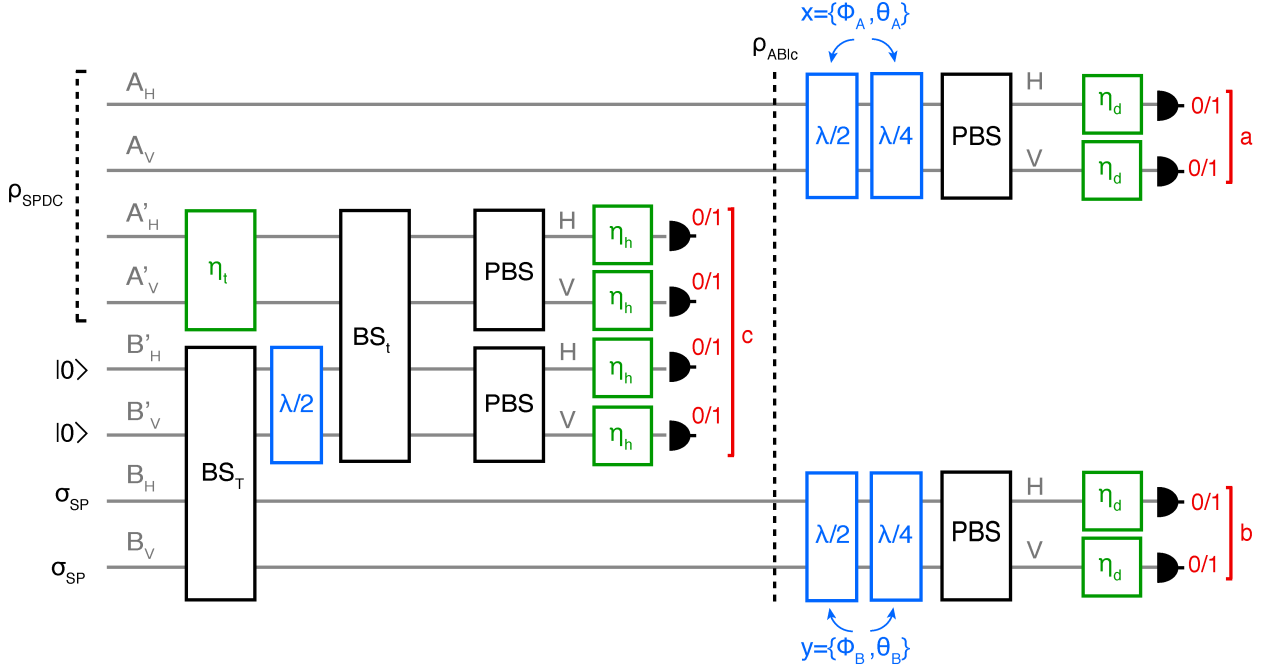 x={Φ_A,θ_A}
ρ_AB|c
A_H
λ/2 λ/4 PBS H η_d 0/1
A_V
V η_d 0/1
a
ρ_SPDC
A'_H
η_t BS_t PBS H η_h 0/1
A'_V
V η_h 0/1
c
|0>
B'_H
λ/2 PBS H η_h 0/1
|0>
B'_V
V η_h 0/1
BS_T
σ_SP
B_H
λ/2 λ/4 PBS H η_d 0/1
σ_SP
B_V
V η_d 0/1
b
y={Φ_B,θ_B}